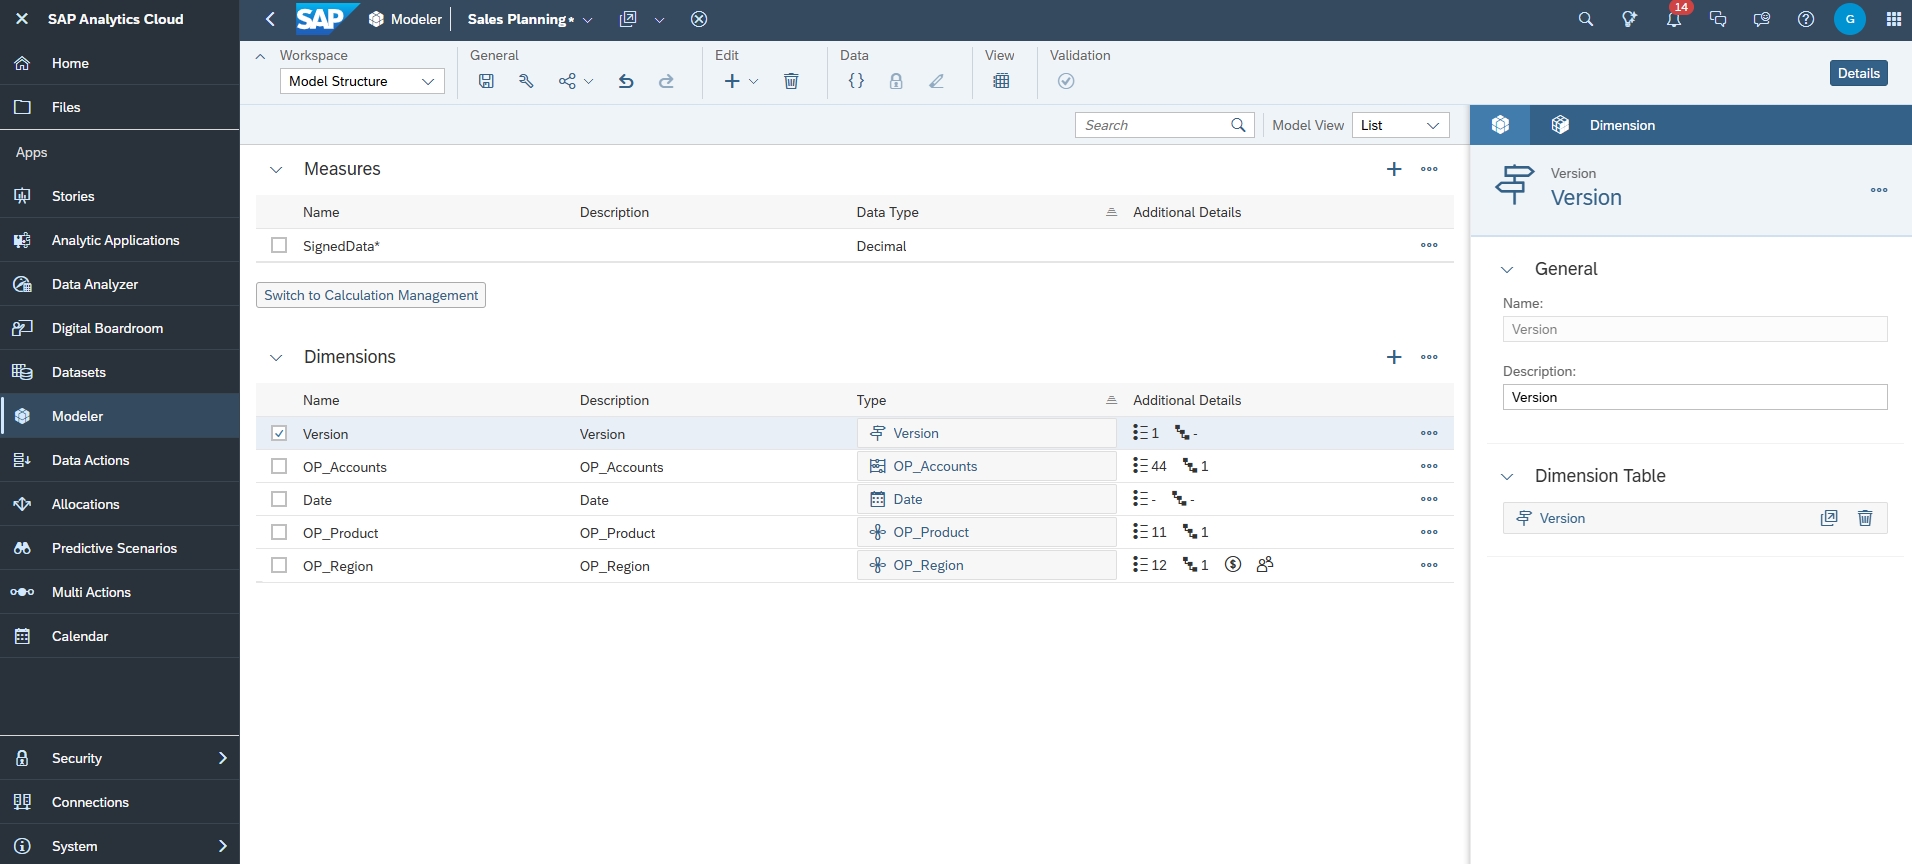 SAP Analytics Cloud
Home
Files
Apps
Stories
Analytic Applications
Data Analyzer
Digital Boardroom
Datasets
Modeler
Data Actions
Allocations
Predictive Scenarios
Multi Actions
Calendar
Security
Connections
System
SAP Modeler Sales Planning* 14 G
Workspace General Edit Data View Validation
Model Structure {} Details
Search Model View List
Measures
Name Description Data Type Additional Details
SignedData* Decimal
Switch to Calculation Management
Dimensions
Name Description Type Additional Details
Version Version Version 1 -
OP_Accounts OP_Accounts OP_Accounts 44 1
Date Date Date - -
OP_Product OP_Product OP_Product 11 1
OP_Region OP_Region OP_Region 12 1
Dimension
Version
Version
General
Name:
Version
Description:
Version
Dimension Table
Version